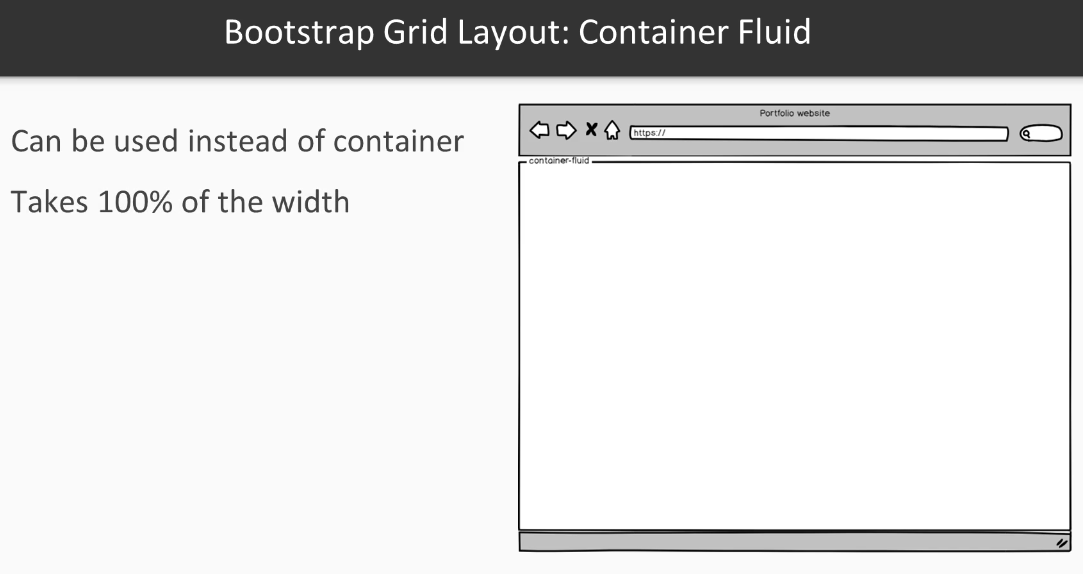 Bootstrap Grid Layout: Container Fluid
Can be used instead of container
Takes 100% of the width
Portfolio website
https://
container-fluid